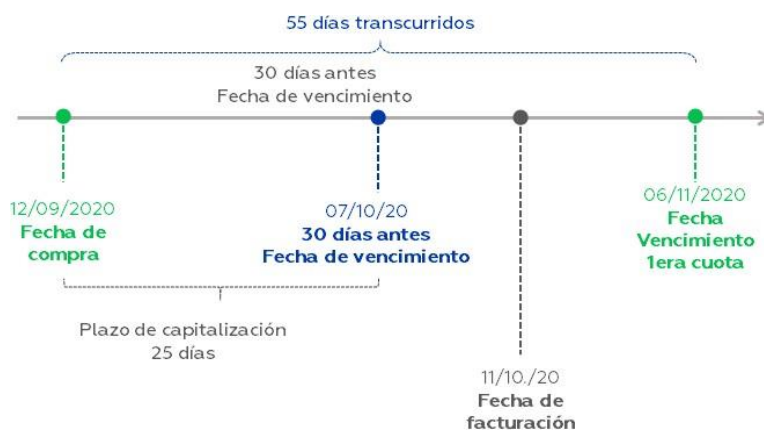 55 días transcurridos
30 días antes
Fecha de vencimiento
12/09/2020
Fecha de
compra
07/10/20
30 días antes
Fecha de vencimiento
06/11/2020
Fecha
Vencimiento
1era cuota
Plazo de capitalización
25 días
11/10./20
Fecha de
facturación